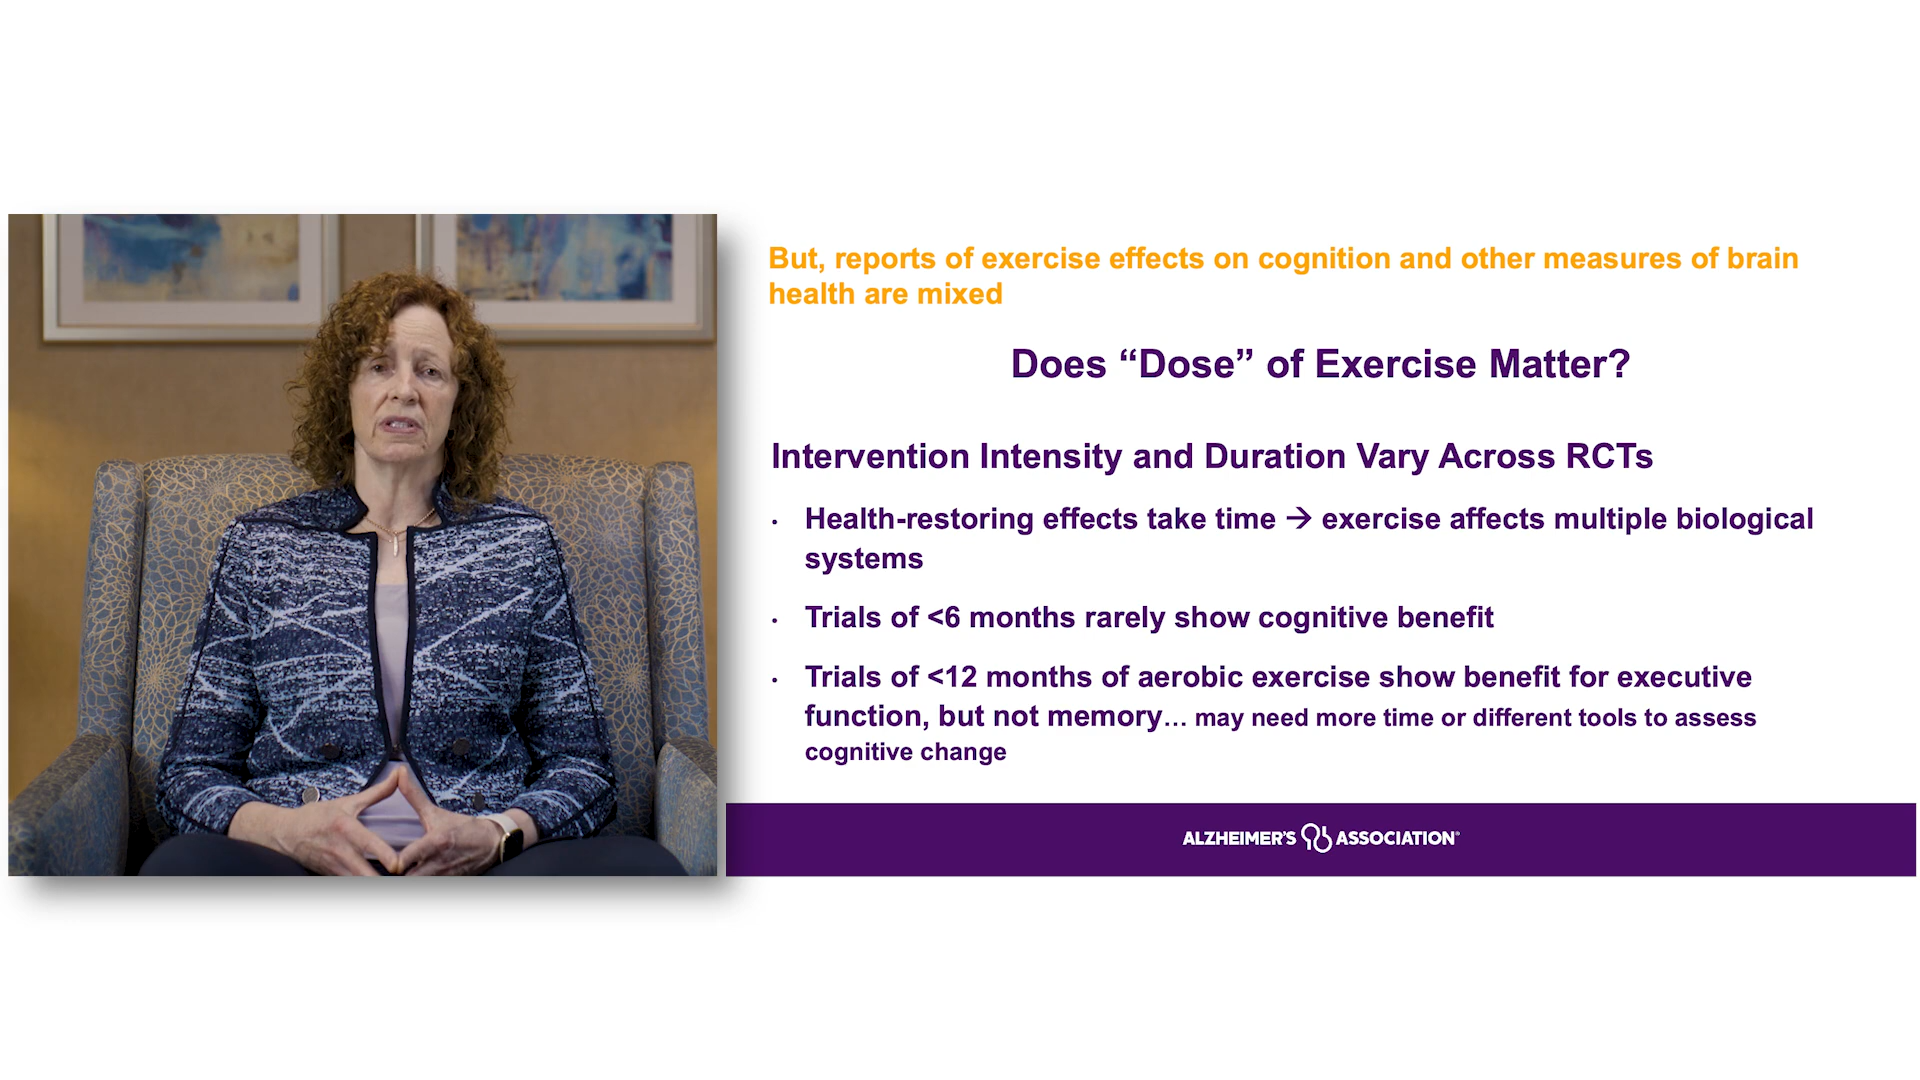 But, reports of exercise effects on cognition and other measures of brain
health are mixed
Does “Dose” of Exercise Matter?
Intervention Intensity and Duration Vary Across RCTs
• Health-restoring effects take time → exercise affects multiple biological
systems
• Trials of <6 months rarely show cognitive benefit
• Trials of <12 months of aerobic exercise show benefit for executive
function, but not memory… may need more time or different tools to assess
cognitive change
ALZHEIMER’S ASSOCIATION®